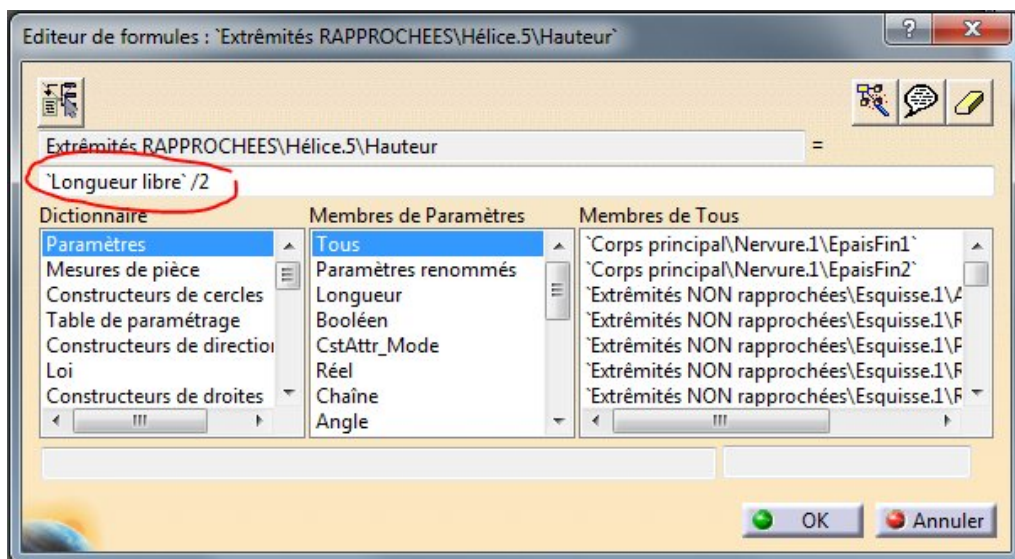 Editeur de formules : `Extrêmités RAPPROCHEES\Hélice.5\Hauteur`
Extrêmités RAPPROCHEES\Hélice.5\Hauteur =
`Longueur libre` /2
Dictionnaire Membres de Paramètres Membres de Tous
Paramètres Tous `Corps principal\Nervure.1\EpaisFin1`
Mesures de pièce Paramètres renommés `Corps principal\Nervure.1\EpaisFin2`
Constructeurs de cercles Longueur `Extrêmités NON rapprochées\Esquisse.1\A
Table de paramétrage Booléen `Extrêmités NON rapprochées\Esquisse.1\R
Constructeurs de direction CstAttr_Mode `Extrêmités NON rapprochées\Esquisse.1\P
Loi Réel `Extrêmités NON rapprochées\Esquisse.1\R
Constructeurs de droites Chaîne `Extrêmités NON rapprochées\Esquisse.1\R
Angle
OK Annuler